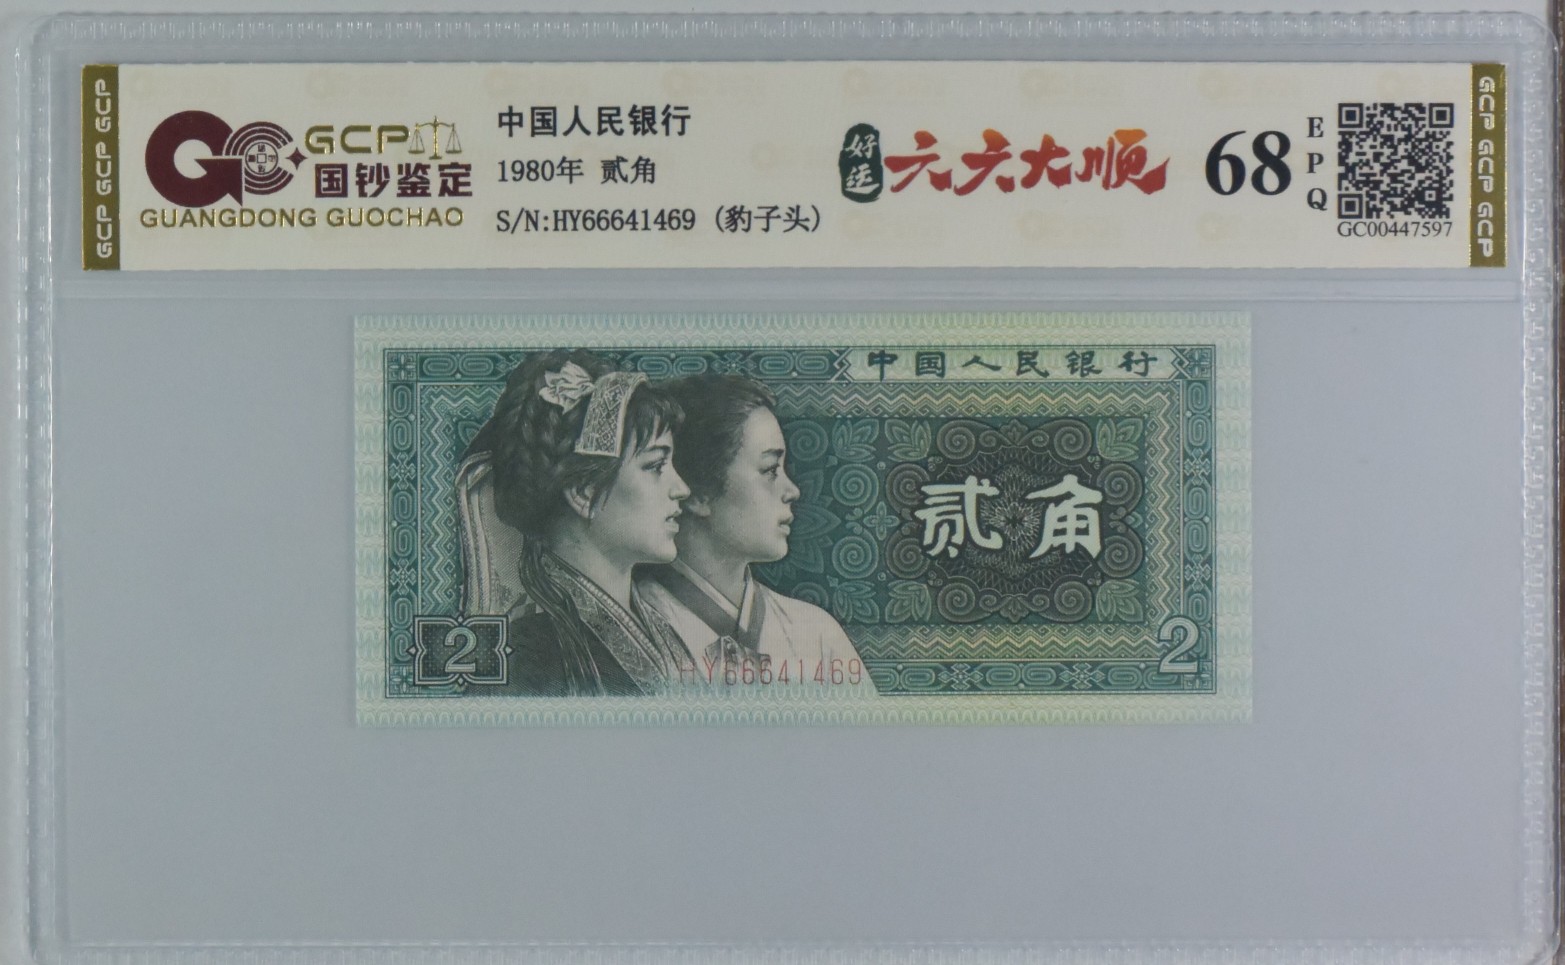 GCP GCP GCP
GCP
国钞鉴定
GUANGDONG GUOCHAO
中国人民银行
1980年 贰角
S/N:HY66641469 (豹子头)
好运
六六大顺
68
EPQ
GC00447597
GCP GCP GCP
中国人民银行
贰角
2
2
HY66641469